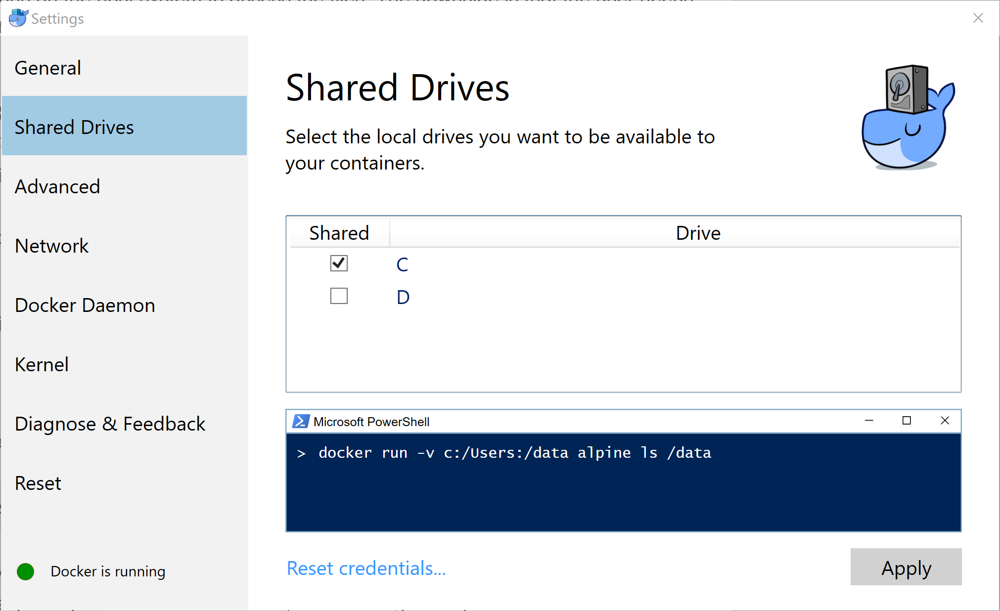 Settings
General
Shared Drives
Advanced
Network
Docker Daemon
Kernel
Diagnose & Feedback
Reset
Docker is running
Shared Drives
Select the local drives you want to be available to
your containers.
Shared Drive
C
D
Microsoft PowerShell
> docker run -v c:/Users:/data alpine ls /data
Reset credentials...
Apply